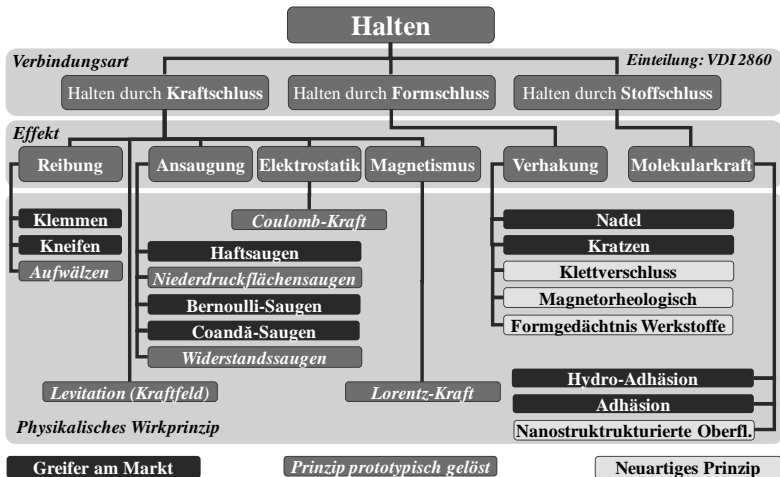 Halten
Verbindungsart
Einteilung: VDI 2860
Halten durch Kraftschluss
Halten durch Formschluss
Halten durch Stoffschluss
Effekt
Reibung
Ansaugung
Elektrostatik
Magnetismus
Verhakung
Molekularkraft
Klemmen
Kneifen
Aufwälzen
Coulomb-Kraft
Haftsaugen
Niederdruckflächensaugen
Bernoulli-Saugen
Coandă-Saugen
Widerstandssaugen
Nadel
Kratzen
Klettverschluss
Magnetorheologisch
Formgedächtnis Werkstoffe
Levitation (Kraftfeld)
Lorentz-Kraft
Hydro-Adhäsion
Adhäsion
Nanostruktrukturierte Oberfl.
Physikalisches Wirkprinzip
Greifer am Markt
Prinzip prototypisch gelöst
Neuartiges Prinzip